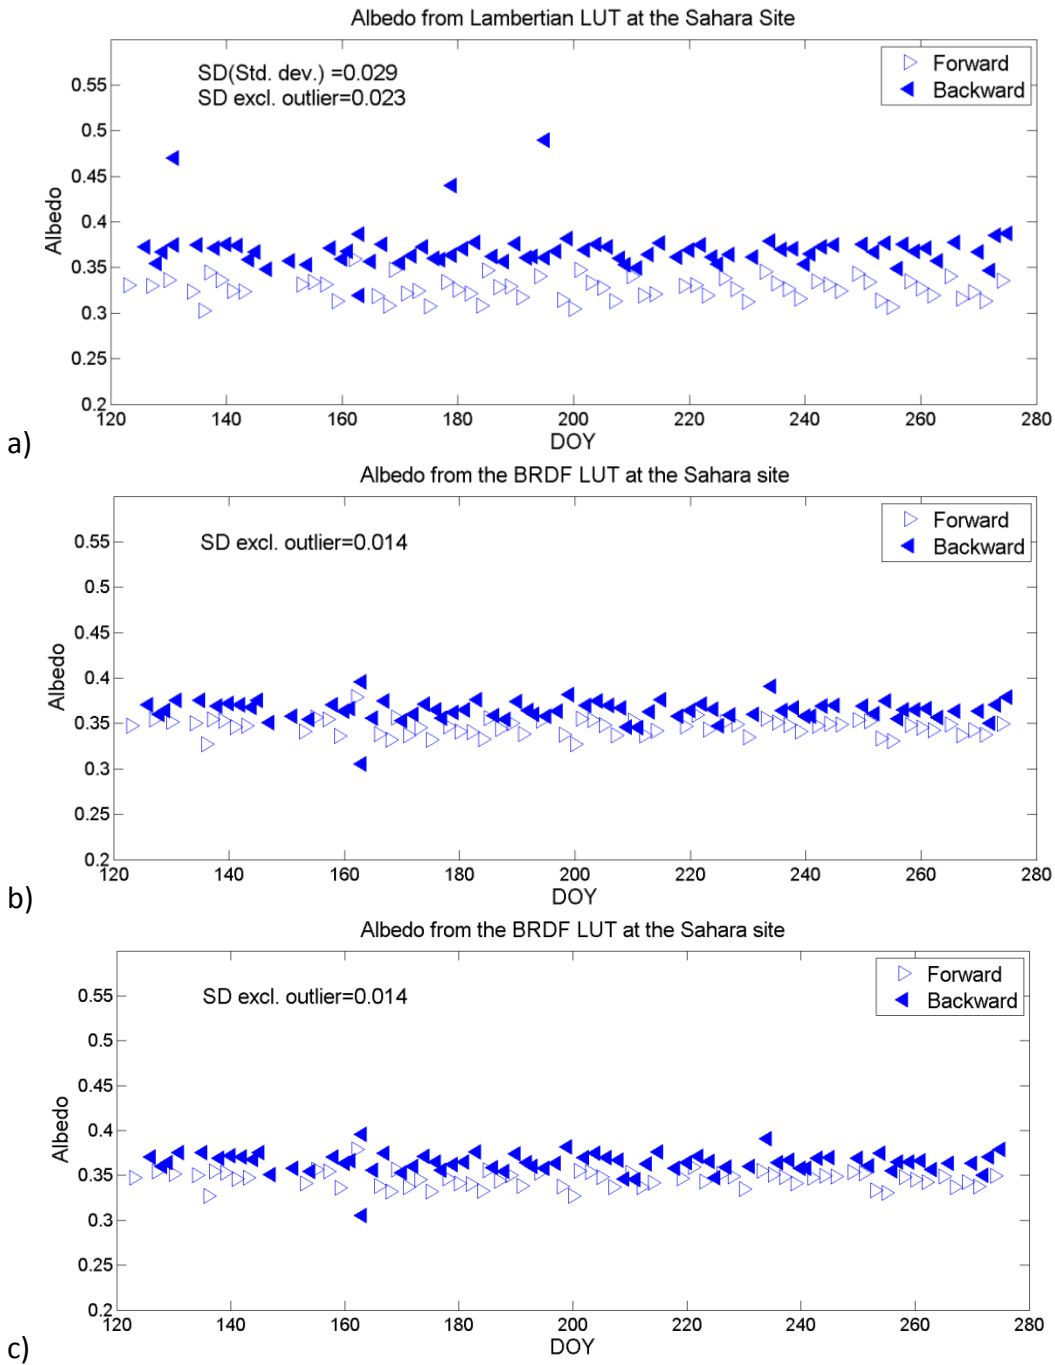 Albedo from Lambertian LUT at the Sahara Site
SD(Std. dev.) =0.029
SD excl. outlier=0.023
Forward
Backward
0.55
0.5
0.45
0.4
0.35
0.3
0.25
0.2
Albedo
120 140 160 180 200 220 240 260 280
DOY
a)
Albedo from the BRDF LUT at the Sahara site
SD excl. outlier=0.014
Forward
Backward
0.55
0.5
0.45
0.4
0.35
0.3
0.25
0.2
Albedo
120 140 160 180 200 220 240 260 280
DOY
b)
Albedo from the BRDF LUT at the Sahara site
SD excl. outlier=0.014
Forward
Backward
0.55
0.5
0.45
0.4
0.35
0.3
0.25
0.2
Albedo
120 140 160 180 200 220 240 260 280
DOY
c)